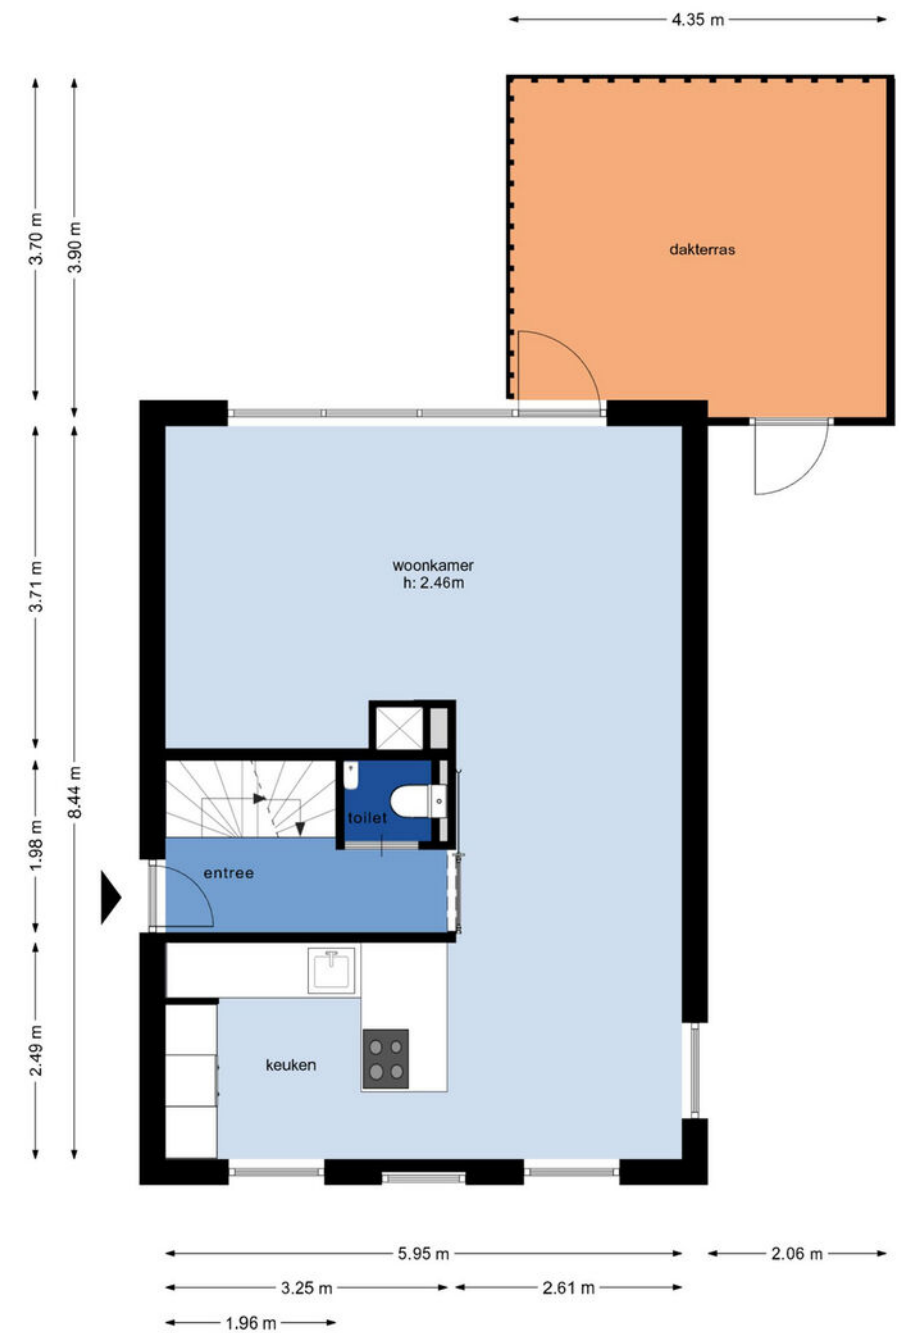 4.35 m
3.70 m
3.90 m
dakterras
woonkamer
h: 2.46m
3.71 m
8.44 m
1.98 m
toilet
entree
2.49 m
keuken
5.95 m
2.06 m
3.25 m
2.61 m
1.96 m